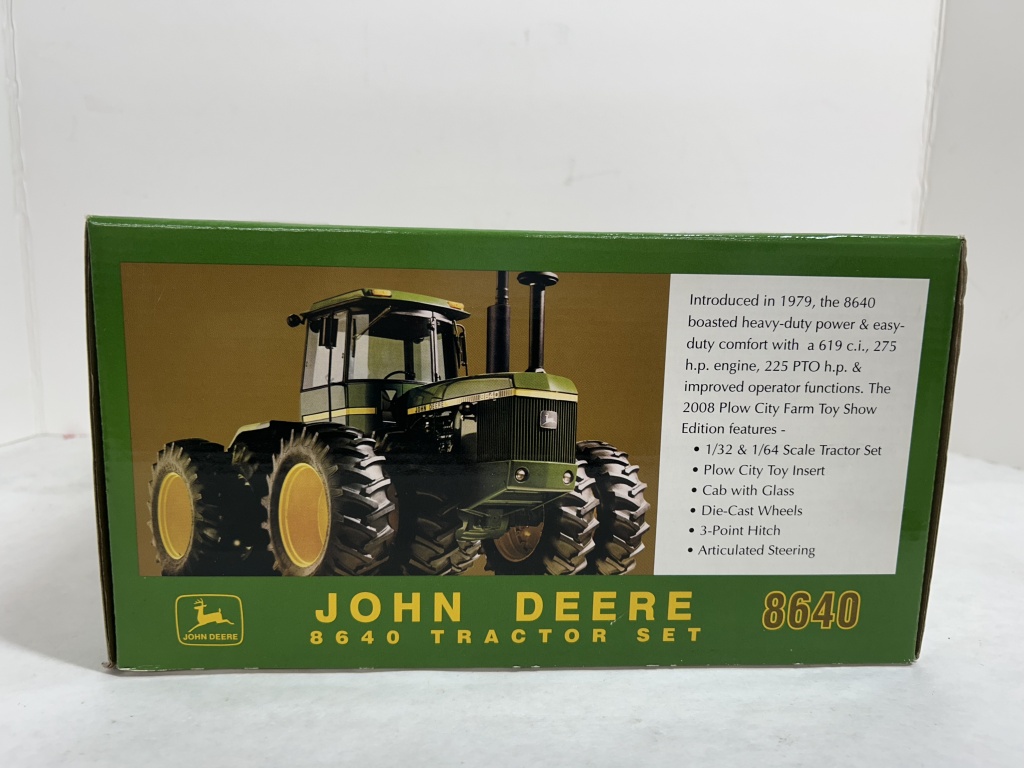 Introduced in 1979, the 8640
boasted heavy-duty power & easy-
duty comfort with a 619 c.i., 275
h.p. engine, 225 PTO h.p. &
improved operator functions. The
2008 Plow City Farm Toy Show
Edition features -
• 1/32 & 1/64 Scale Tractor Set
• Plow City Toy Insert
• Cab with Glass
• Die-Cast Wheels
• 3-Point Hitch
• Articulated Steering
JOHN DEERE
JOHN DEERE
JOHN DEERE
8640
8640 TRACTOR SET